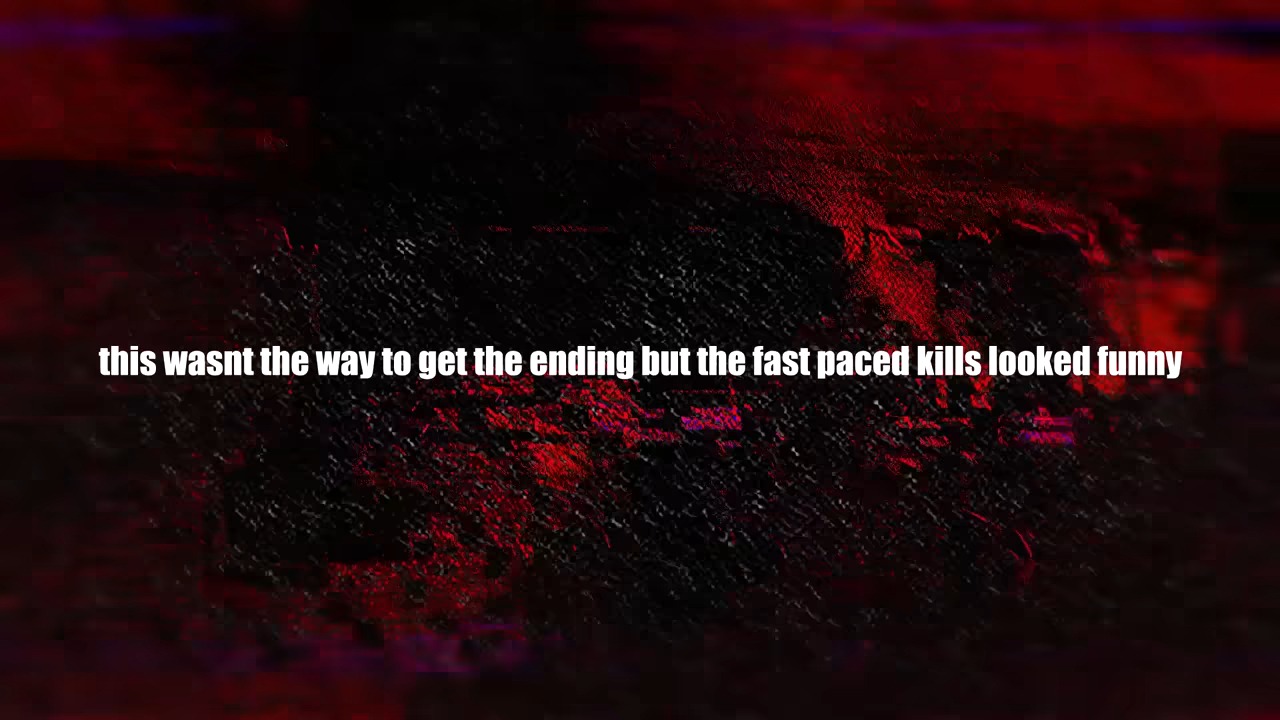 this wasnt the way to get the ending but the fast paced kills looked funny